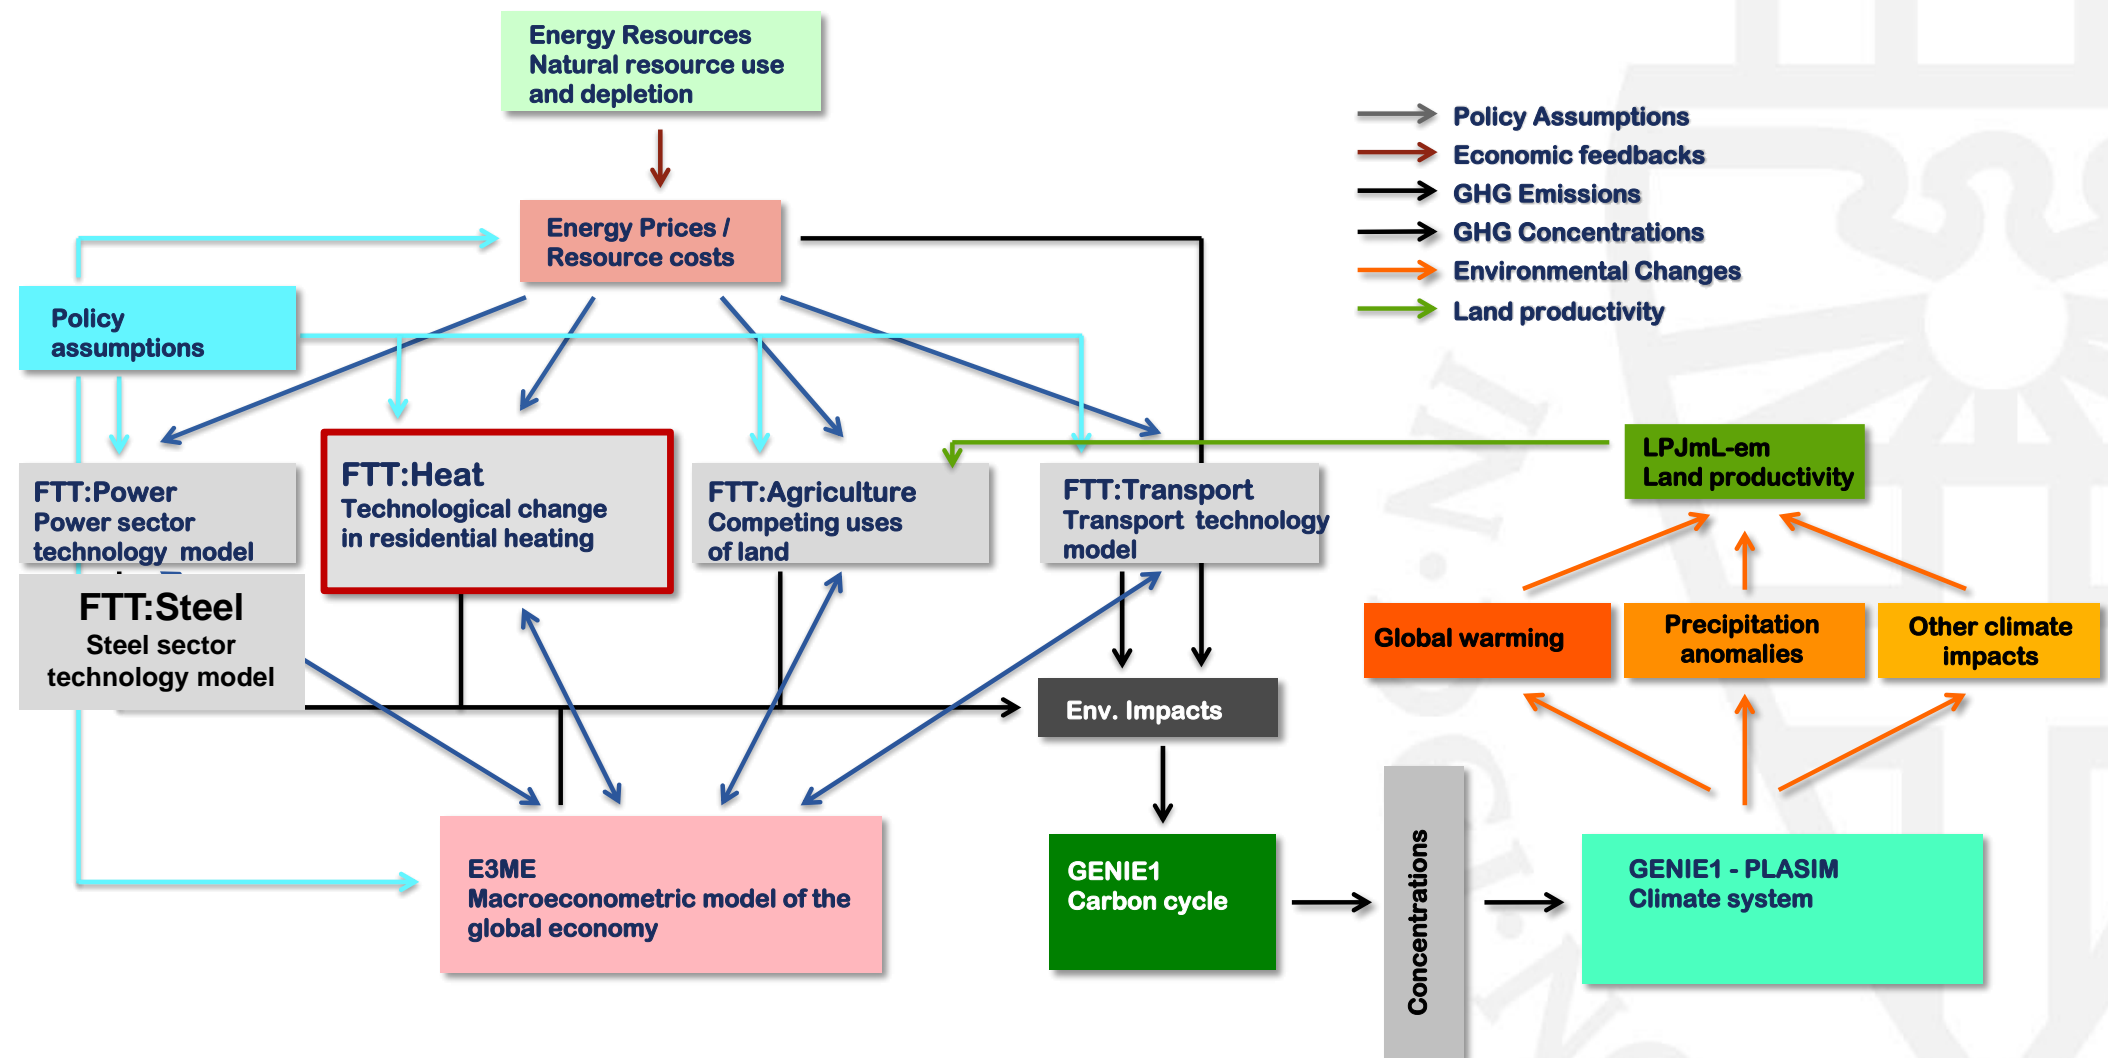 Energy Resources
Natural resource use
and depletion
Policy Assumptions
Economic feedbacks
GHG Emissions
GHG Concentrations
Environmental Changes
Land productivity
Energy Prices /
Resource costs
Policy
assumptions
FTT:Power
Power sector
technology model
FTT:Heat
Technological change
in residential heating
FTT:Agriculture
Competing uses
of land
FTT:Transport
Transport technology
model
LPJmL-em
Land productivity
FTT:Steel
Steel sector
technology model
Global warming
Precipitation
anomalies
Other climate
impacts
Env. Impacts
E3ME
Macroeconometric model of the
global economy
GENIE1
Carbon cycle
Concentrations
GENIE1 - PLASIM
Climate system